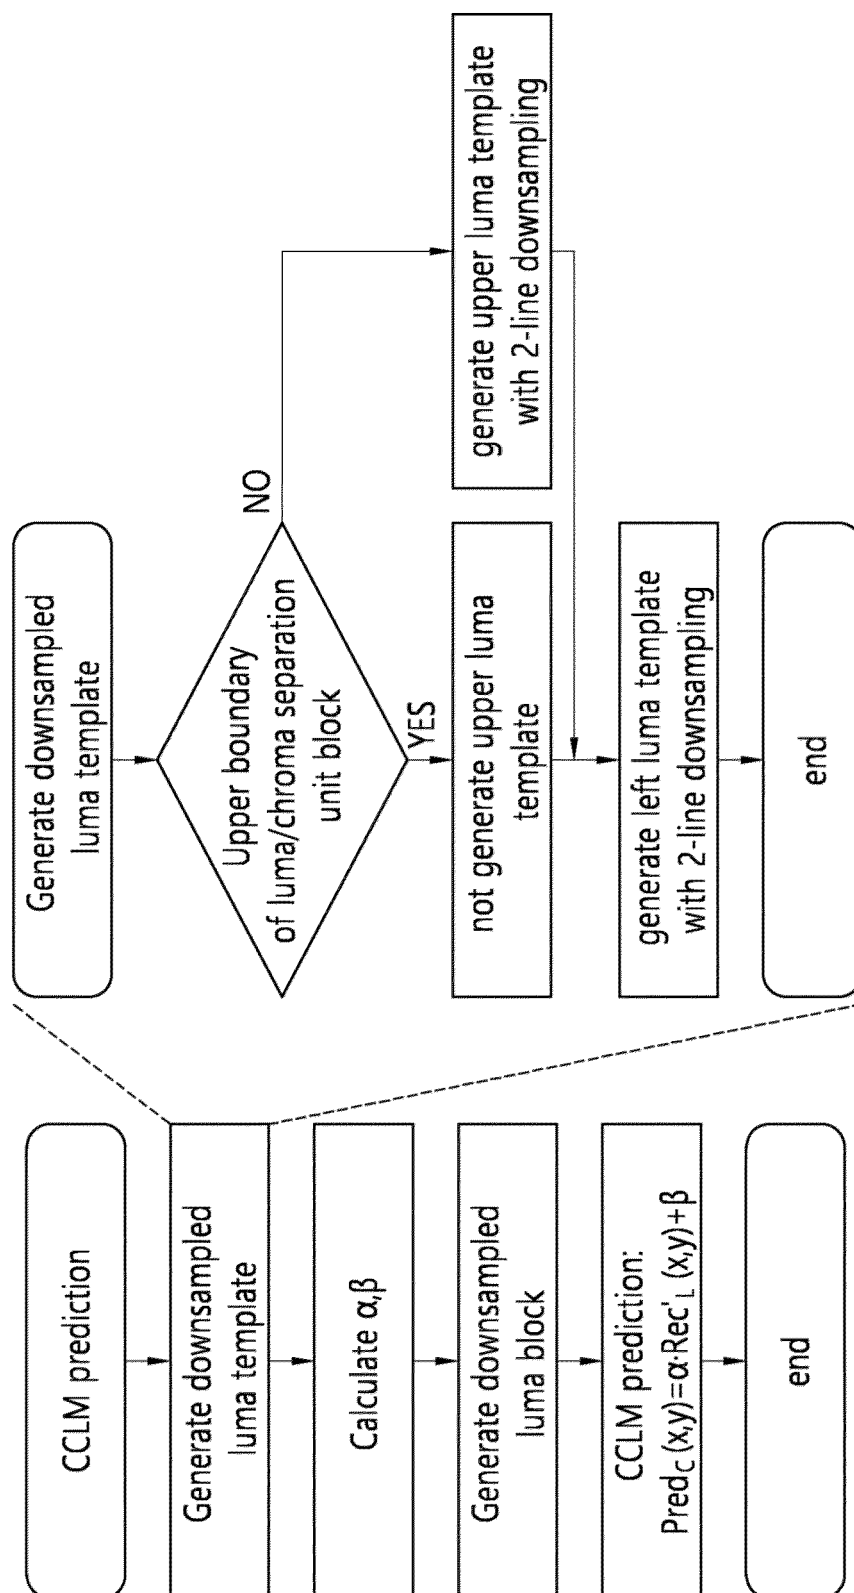 CCLM prediction
Generate downsampled
luma template
Calculate α,β
Generate downsampled
luma block
CCLM prediction:
Pred_C (x,y)=α·Rec'_L (x,y)+β
end
Generate downsampled
luma template
Upper boundary
of luma/chroma separation
unit block
NO
YES
not generate upper luma
template
generate upper luma template
with 2-line downsampling
generate left luma template
with 2-line downsampling
end